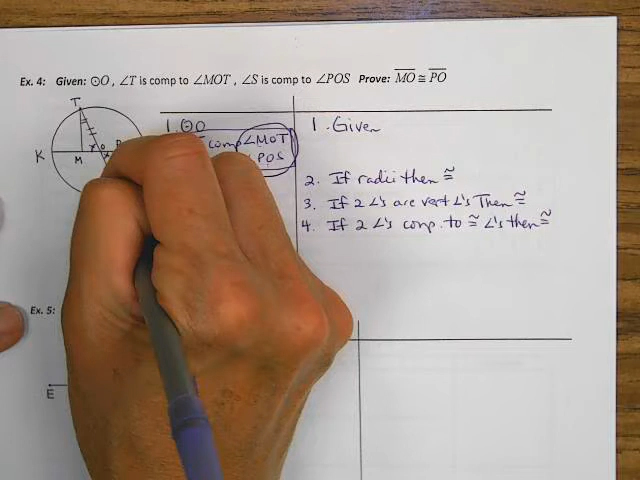 Ex. 4: Given: ⊙O, ∠T is comp to ∠MOT, ∠S is comp to ∠POS Prove: MO ≅ PO
T
K
M
O
P
1. ⊙O
comp ∠MOT
POS
1. Given
2. If radii then ≅
3. If 2 ∠'s are vert ∠'s Then ≅
4. If 2 ∠'s comp. to ≅ ∠'s then ≅
Ex. 5:
E